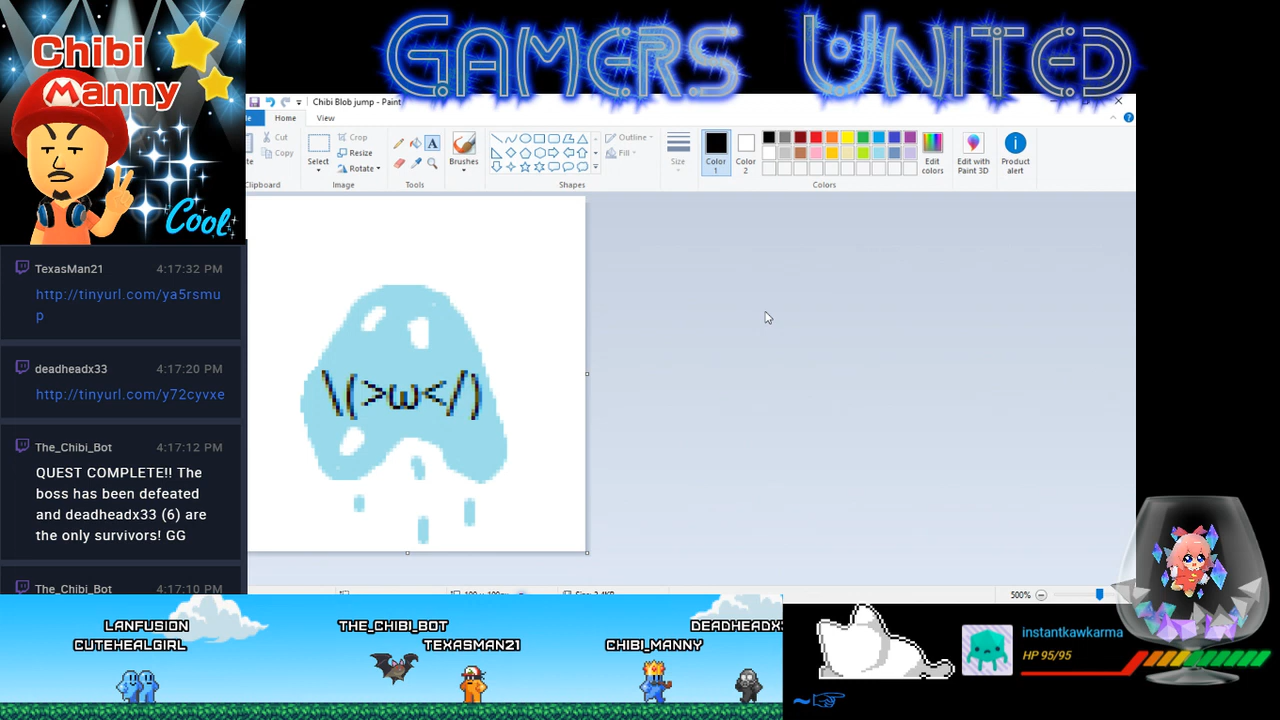 GAMERS UNITED
Chibi
Manny
Cool
Chibi Blob jump - Paint
Home
View
Cut
Copy
Select
Crop
Resize
Rotate
Brushes
Outline
Fill
Size
Color
1
Color
2
Edit
colors
Edit with
Paint 3D
Product
alert
Image
Tools
Shapes
Colors
TexasMan21 4:17:32 PM
http://tinyurl.com/ya5rsmu
p
deadheadx33 4:17:20 PM
http://tinyurl.com/y72cyvxe
The_Chibi_Bot 4:17:12 PM
QUEST COMPLETE!! The
boss has been defeated
and deadheadx33 (6) are
the only survivors! GG
The_Chibi_Bot 4:17:10 PM
\(>ω</)
500%
LANFUSION
CUTEHEALGIRL
THE_CHIBI_BOT
TEXASMAN21
CHIBI_MANNY
instantkawkarma
HP 95/95